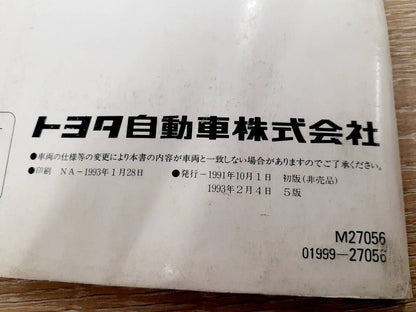 トヨタ自動車株式会社
●車両の仕様等の変更により本書の内容が車両と一致しない場合がありますのでご了承ください。
●印刷 NA-1993年1月28日 ●発行-1991年10月1日 初版(非売品)
1993年2月4日 5版
M27056
01999-27056